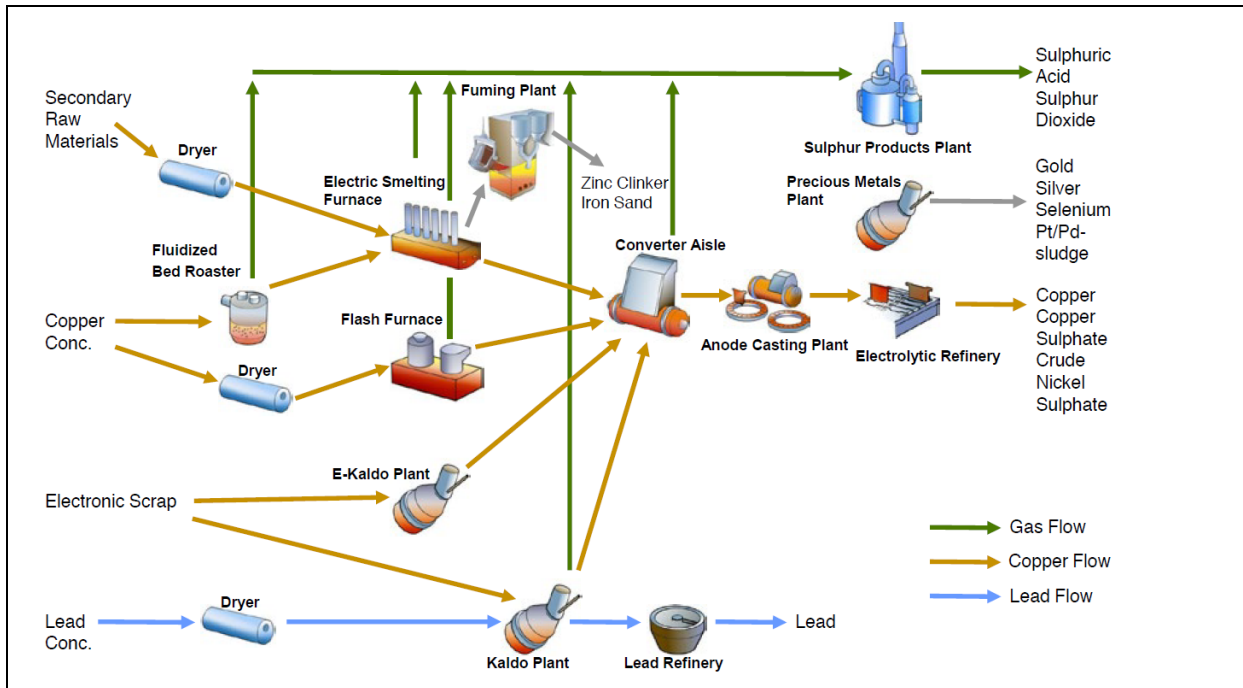 Sulphuric
Acid
Sulphur
Dioxide
Sulphur Products Plant
Secondary
Raw
Materials
Dryer
Fuming Plant
Electric Smelting
Furnace
Zinc Clinker
Iron Sand
Precious Metals
Plant
Gold
Silver
Selenium
Pt/Pd-
sludge
Fluidized
Bed Roaster
Converter Aisle
Copper
Conc.
Dryer
Flash Furnace
Anode Casting Plant
Electrolytic Refinery
Copper
Copper
Sulphate
Crude
Nickel
Sulphate
E-Kaldo Plant
Electronic Scrap
Gas Flow
Copper Flow
Lead Flow
Lead
Conc.
Dryer
Kaldo Plant
Lead Refinery
Lead